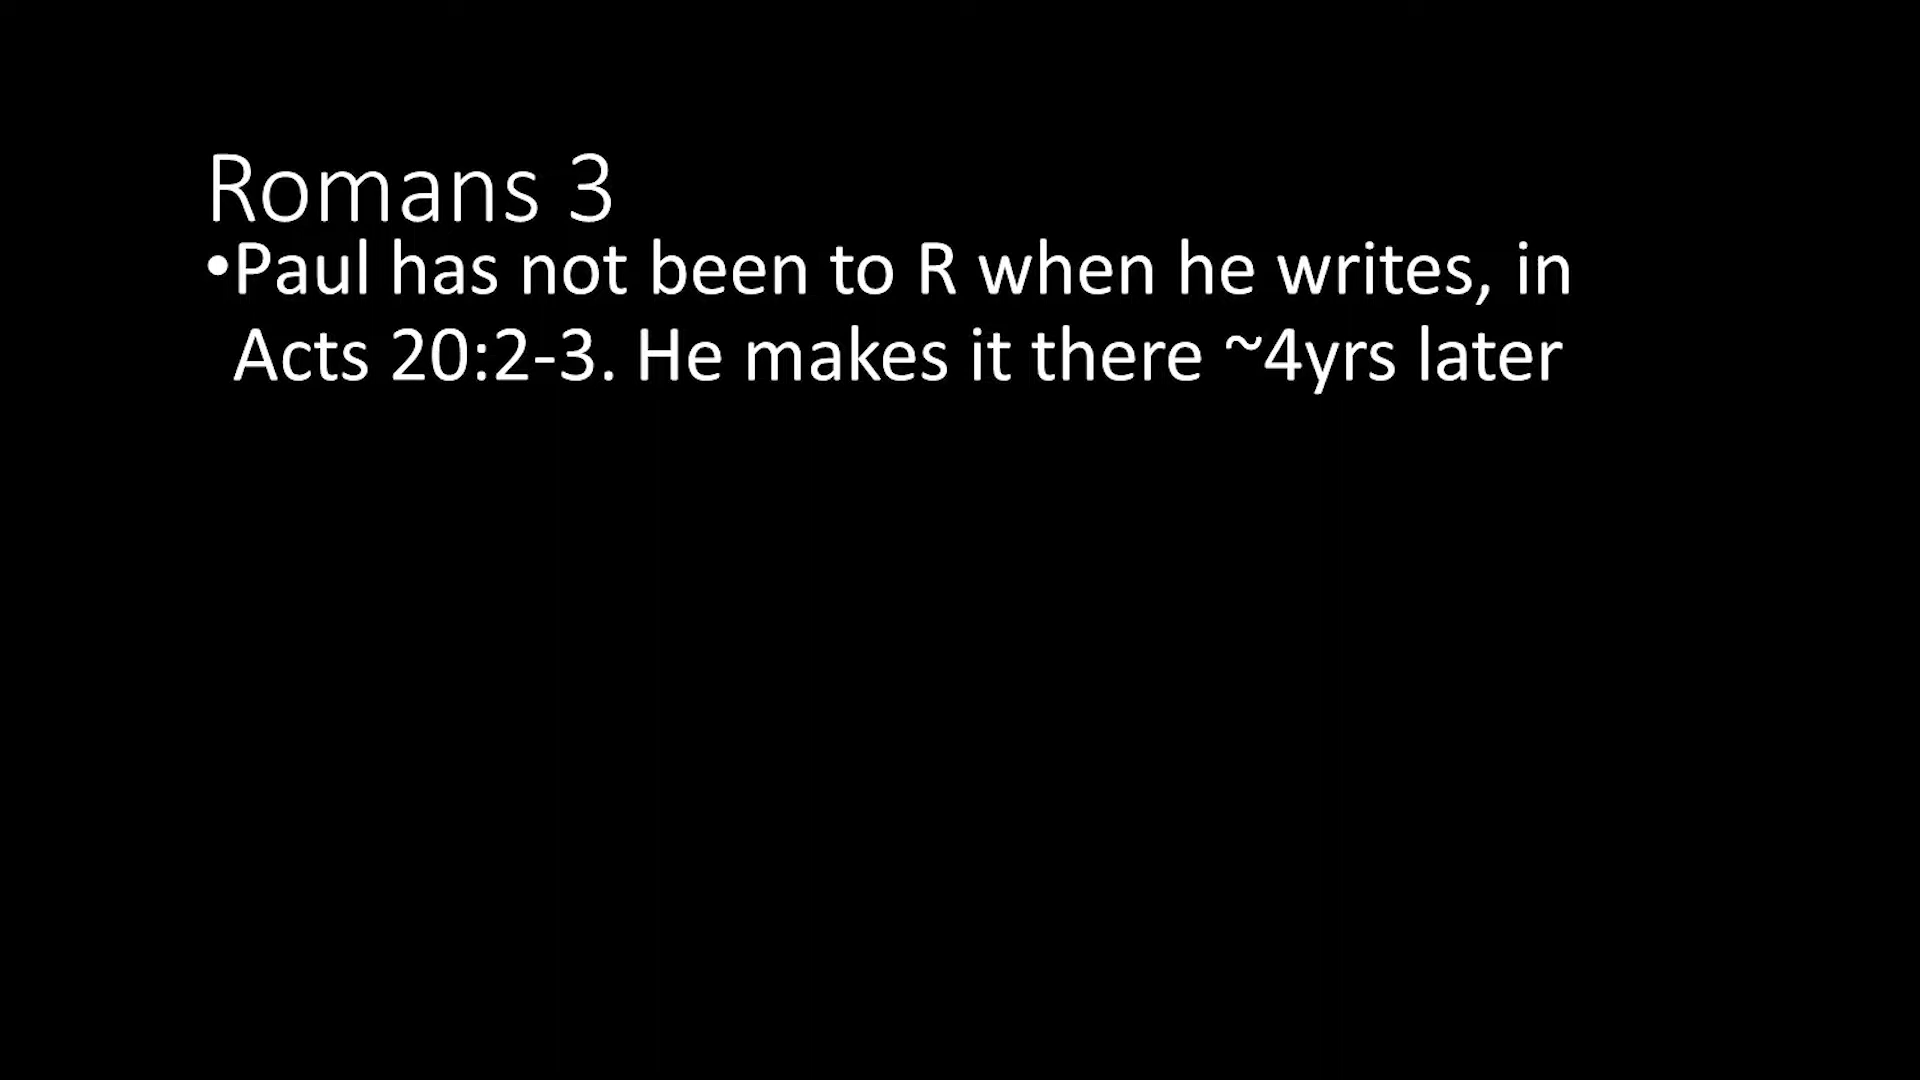 Romans 3
•Paul has not been to R when he writes, in
Acts 20:2-3. He makes it there ~4yrs later